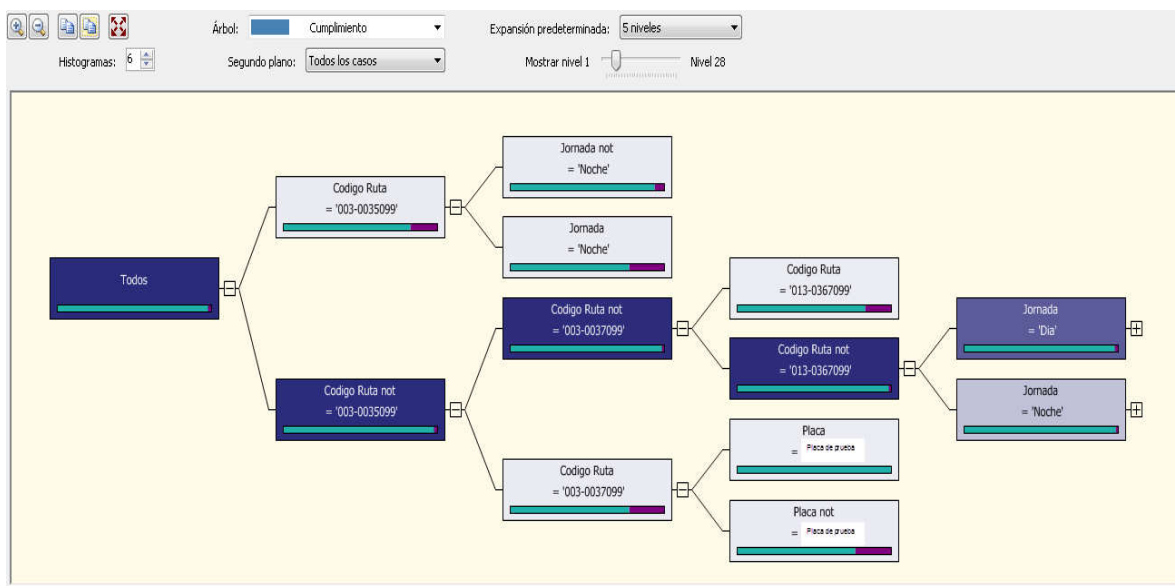 Árbol: Cumplimiento Expansión predeterminada: 5 niveles
Histogramas: 6 Segundo plano: Todos los casos Mostrar nivel 1 Nivel 28
Todos
Codigo Ruta
= '003-0035099'
Codigo Ruta not
= '003-0035099'
Jornada not
= 'Noche'
Jornada
= 'Noche'
Codigo Ruta not
= '003-0037099'
Codigo Ruta
= '003-0037099'
Codigo Ruta
= '013-0367099'
Codigo Ruta not
= '013-0367099'
Placa
= Placa de prueba
Placa not
= Placa de prueba
Jornada
= 'Dia'
Jornada
= 'Noche'